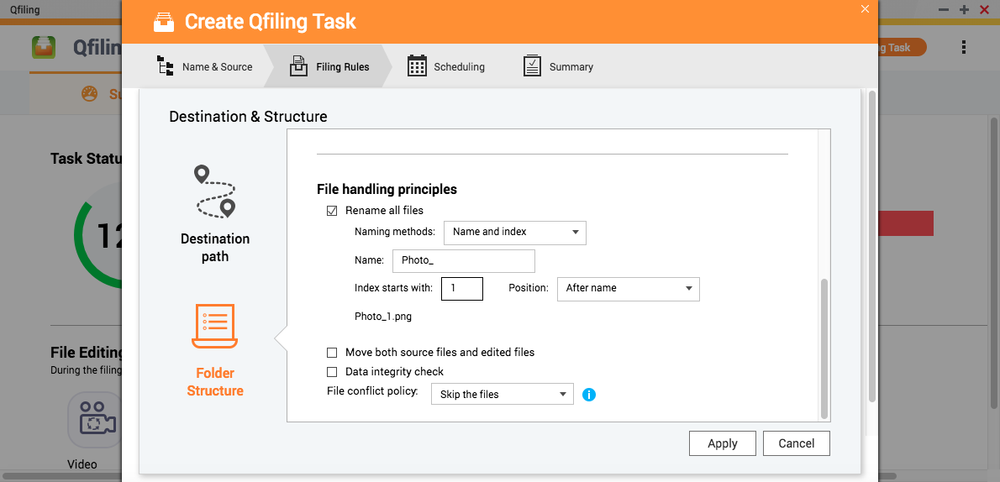 Qfiling
Create Qfiling Task
Qfiling
Task
Name & Source
Filing Rules
Scheduling
Summary
Destination & Structure
Task Statu
12
File Editing
During the filing
Video
Destination
path
Folder
Structure
File handling principles
Rename all files
Naming methods: Name and index
Name: Photo_
Index starts with: 1 Position: After name
Photo_1.png
Move both source files and edited files
Data integrity check
File conflict policy: Skip the files
Apply
Cancel